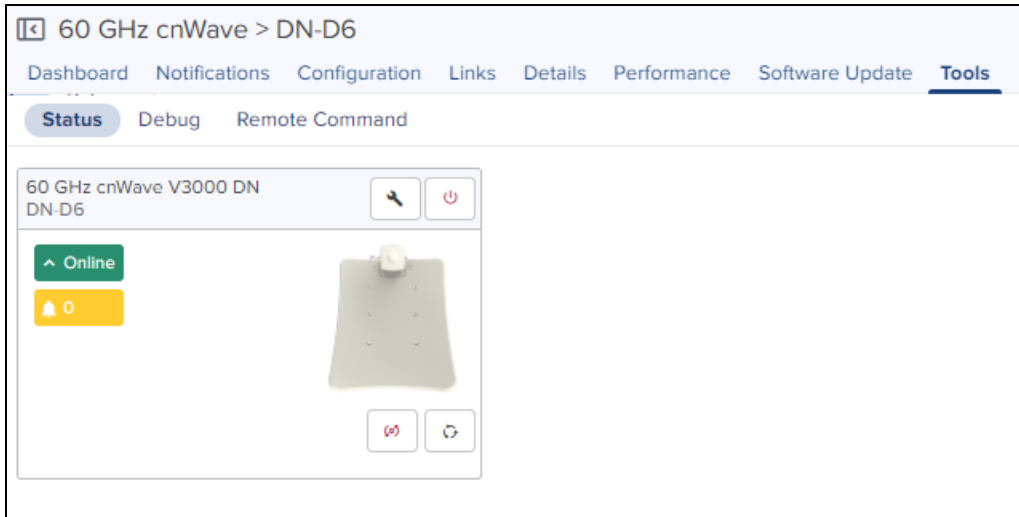 60 GHz cnWave > DN-D6
Dashboard Notifications Configuration Links Details Performance Software Update Tools
Status Debug Remote Command
60 GHz cnWave V3000 DN
DN-D6
Online
0